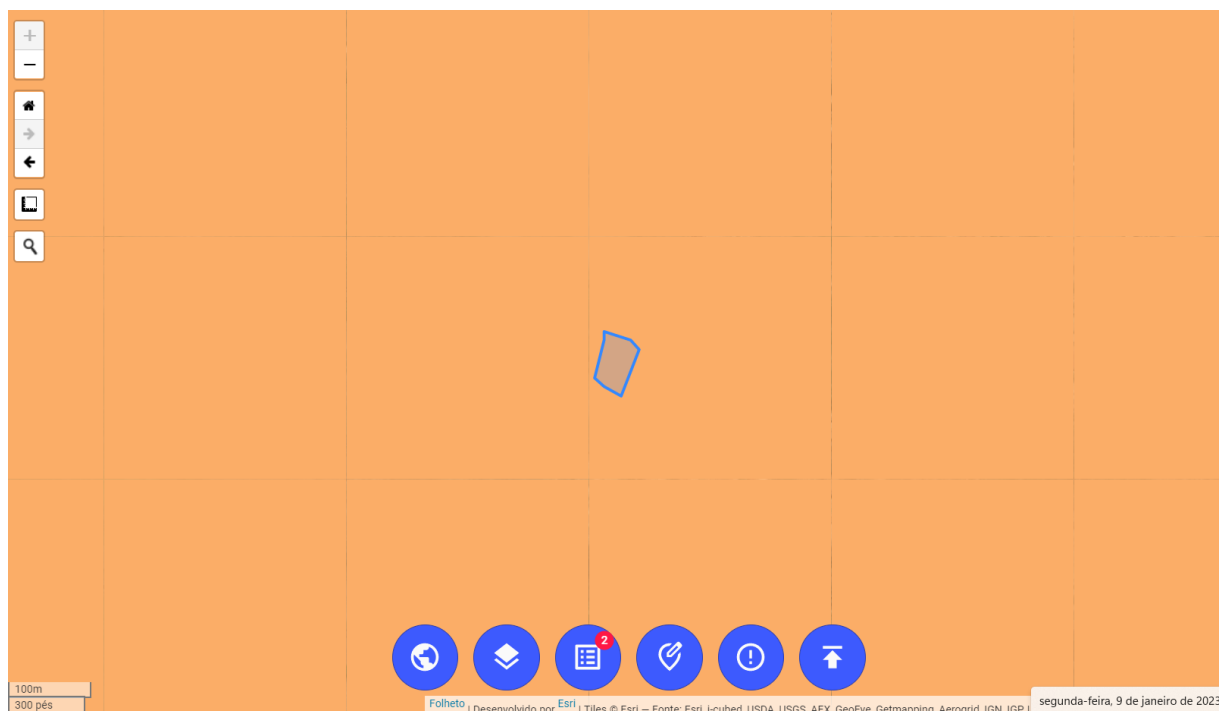 +
−
2
100m
300 pés
Folheto | Desenvolvido por Esri | Tiles © Esri — Fonte: Esri, i-cubed, USDA, USGS, AEX, GeoEye, Getmapping, Aerogrid, IGN, IGP,
segunda-feira, 9 de janeiro de 2023